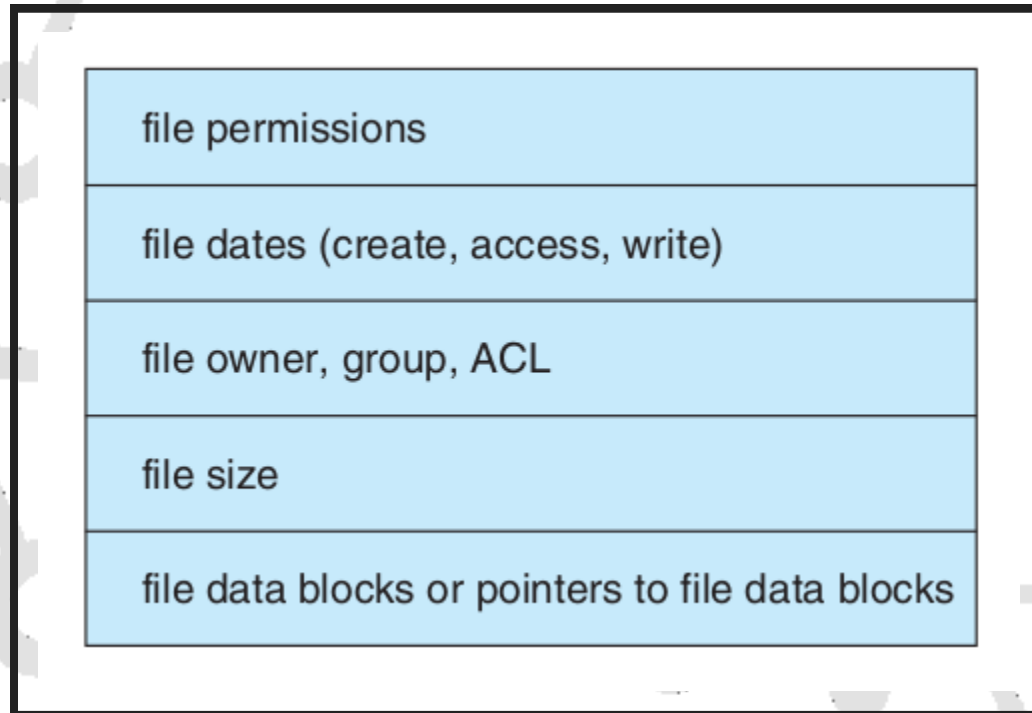 file permissions
file dates (create, access, write)
file owner, group, ACL
file size
file data blocks or pointers to file data blocks